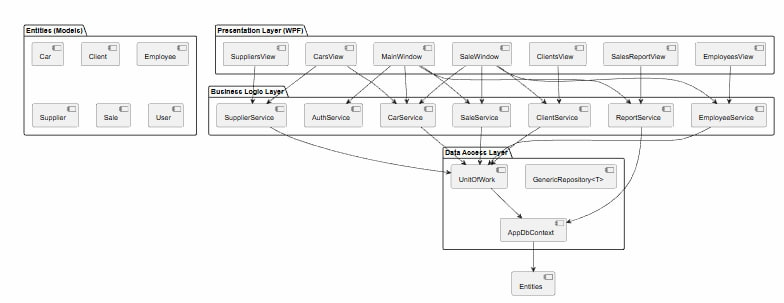 Entities (Models)
Car
Client
Employee
Supplier
Sale
User
Presentation Layer (WPF)
SuppliersView
CarsView
MainWindow
SaleWindow
ClientsView
SalesReportView
EmployeesView
Business Logic Layer
SupplierService
AuthService
CarService
SaleService
ClientService
ReportService
EmployeeService
Data Access Layer
UnitOfWork
GenericRepository<T>
AppDbContext
Entities